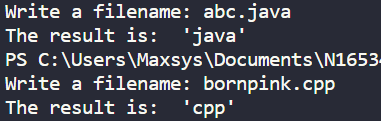 Write a filename: abc.java
The result is:  'java'
PS C:\Users\Maxsys\Documents\N1653
Write a filename: bornpink.cpp
The result is:  'cpp'